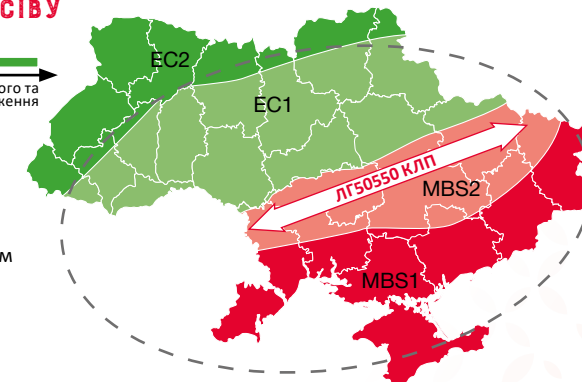 СІВУ
ого та
ження
EC2
EC1
ЛГ50550 КЛП
MBS2
м
MBS1